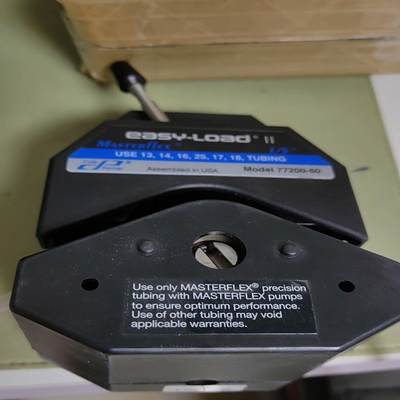 EASY-LOAD® II
Masterflex® L/S®
USE 13, 14, 16, 25, 17, 18, TUBING
Assembled in USA Model 77200-60
Use only MASTERFLEX® precision
tubing with MASTERFLEX pumps
to ensure optimum performance.
Use of other tubing may void
applicable warranties.